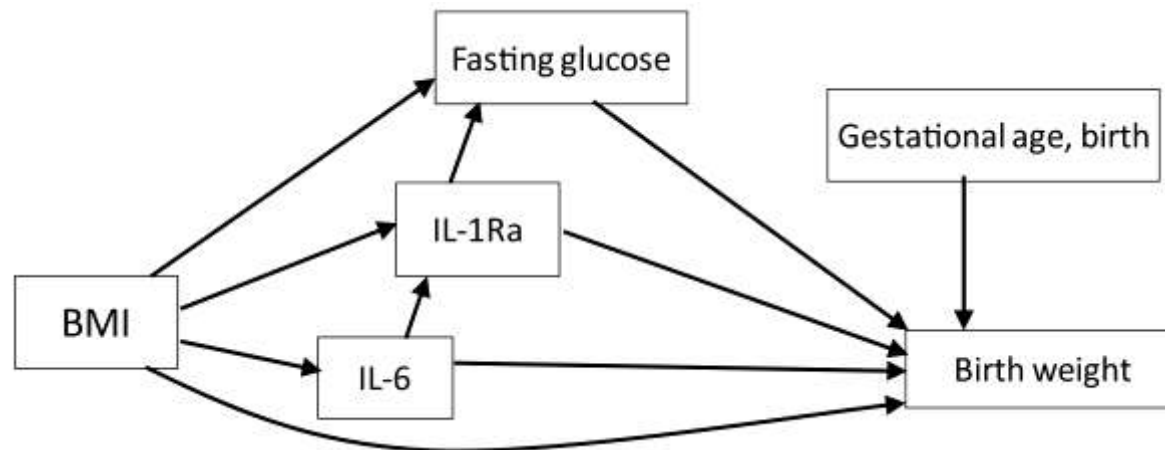 Fasting glucose
Gestational age, birth
IL-1Ra
BMI
IL-6
Birth weight